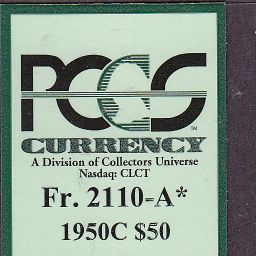 PCGS
™
CURRENCY
A Division of Collectors Universe
Nasdaq: CLCT
Fr. 2110-A*
1950C $50